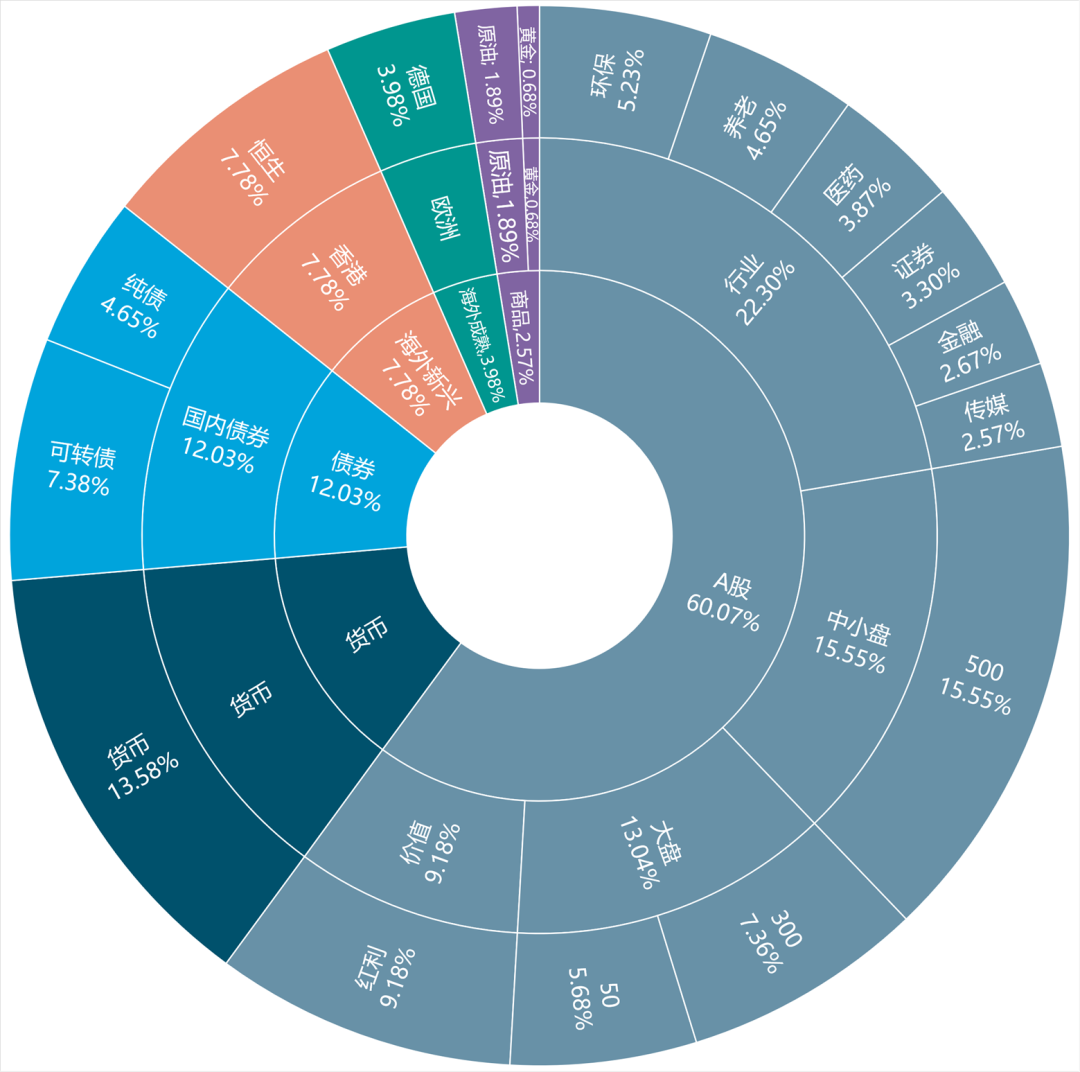 环保
5.23%
养老
4.65%
医药
3.87%
证券
3.30%
金融
2.67%
传媒
2.57%
500
15.55%
300
7.36%
50
5.68%
红利
9.18%
货币
13.58%
可转债
7.38%
纯债
4.65%
恒生
7.78%
德国
3.98%
原油; 1.89%
黄金; 0.68%
行业
22.30%
中小盘
15.55%
大盘
13.04%
价值
9.18%
货币
国内债券
12.03%
香港
7.78%
欧洲
原油,1.89%
黄金,0.68%
A股
60.07%
货币
债券
12.03%
海外新兴
7.78%
海外成熟,3.98%
商品,2.57%